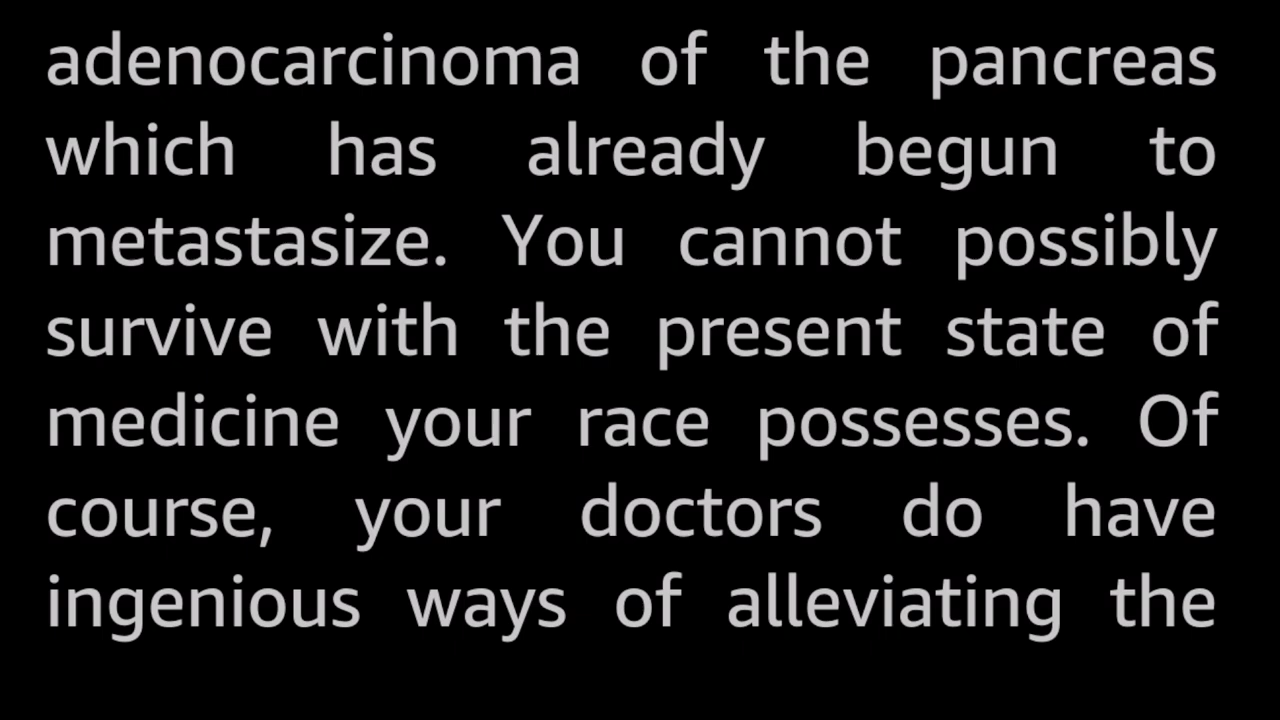 adenocarcinoma of the pancreas
which has already begun to
metastasize. You cannot possibly
survive with the present state of
medicine your race possesses. Of
course, your doctors do have
ingenious ways of alleviating the